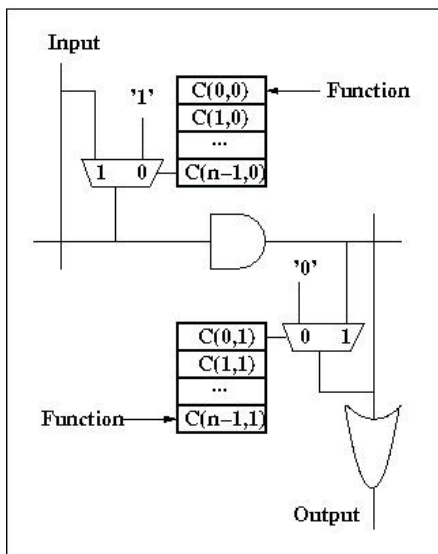 Input
'1'
C(0,0)
Function
C(1,0)
...
1 0
C(n-1,0)
'0'
C(0,1)
0 1
C(1,1)
...
Function
C(n-1,1)
Output